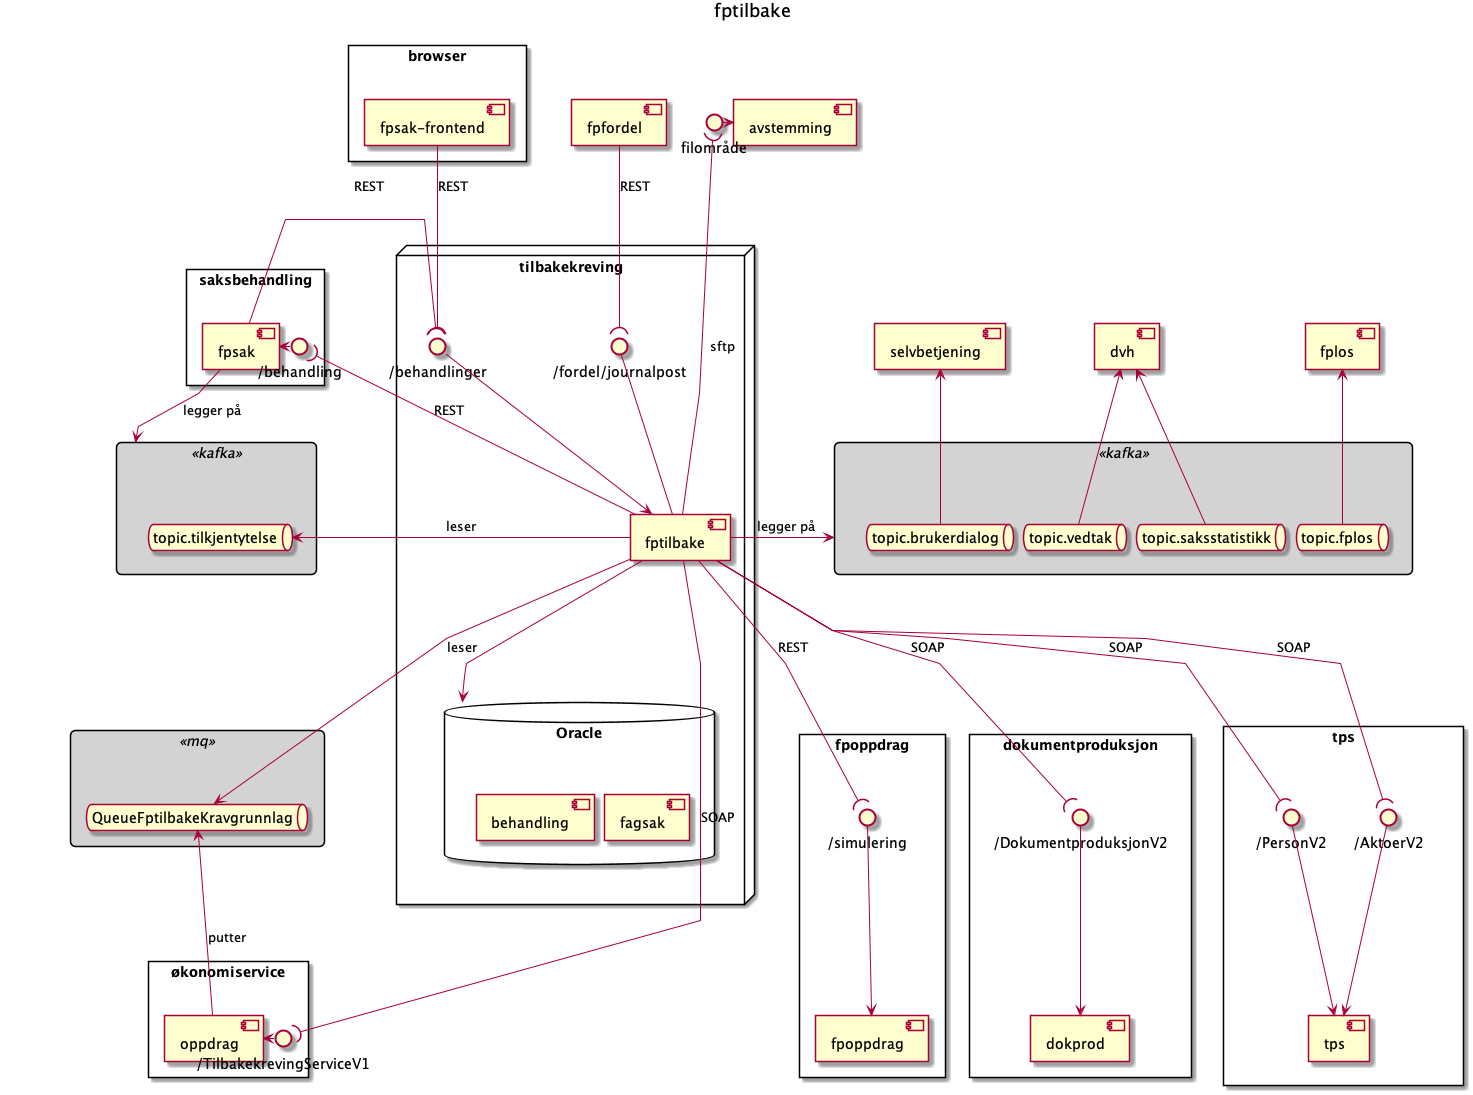 fptilbake
browser
fpsak-frontend
fpfordel
avstemming
filområde
REST
REST
REST
tilbakekreving
saksbehandling
fpsak
/behandling
/behandlinger
/fordel/journalpost
sftp
selvbetjening
dvh
fplos
legger på
REST
«kafka»
«kafka»
topic.tilkjentytelse
leser
fptilbake
legger på
topic.brukerdialog
topic.vedtak
topic.saksstatistikk
topic.fplos
leser
REST
SOAP
SOAP
SOAP
«mq»
Oracle
fpoppdrag
dokumentproduksjon
tps
QueueFptilbakeKravgrunnlag
behandling
fagsak
SOAP
/simulering
/DokumentproduksjonV2
/PersonV2
/AktoerV2
putter
økonomiservice
oppdrag
/TilbakekrevingServiceV1
fpoppdrag
dokprod
tps